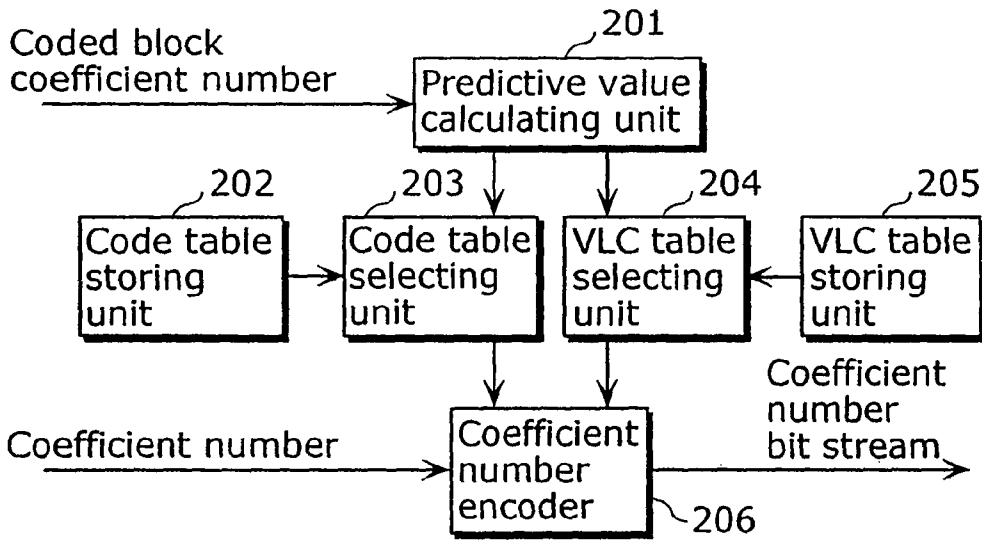 201
Coded block
coefficient number
Predictive value
calculating unit
202
203
204
205
Code table
storing
unit
Code table
selecting
unit
VLC table
selecting
unit
VLC table
storing
unit
Coefficient
number
bit stream
Coefficient number
Coefficient
number
encoder
206